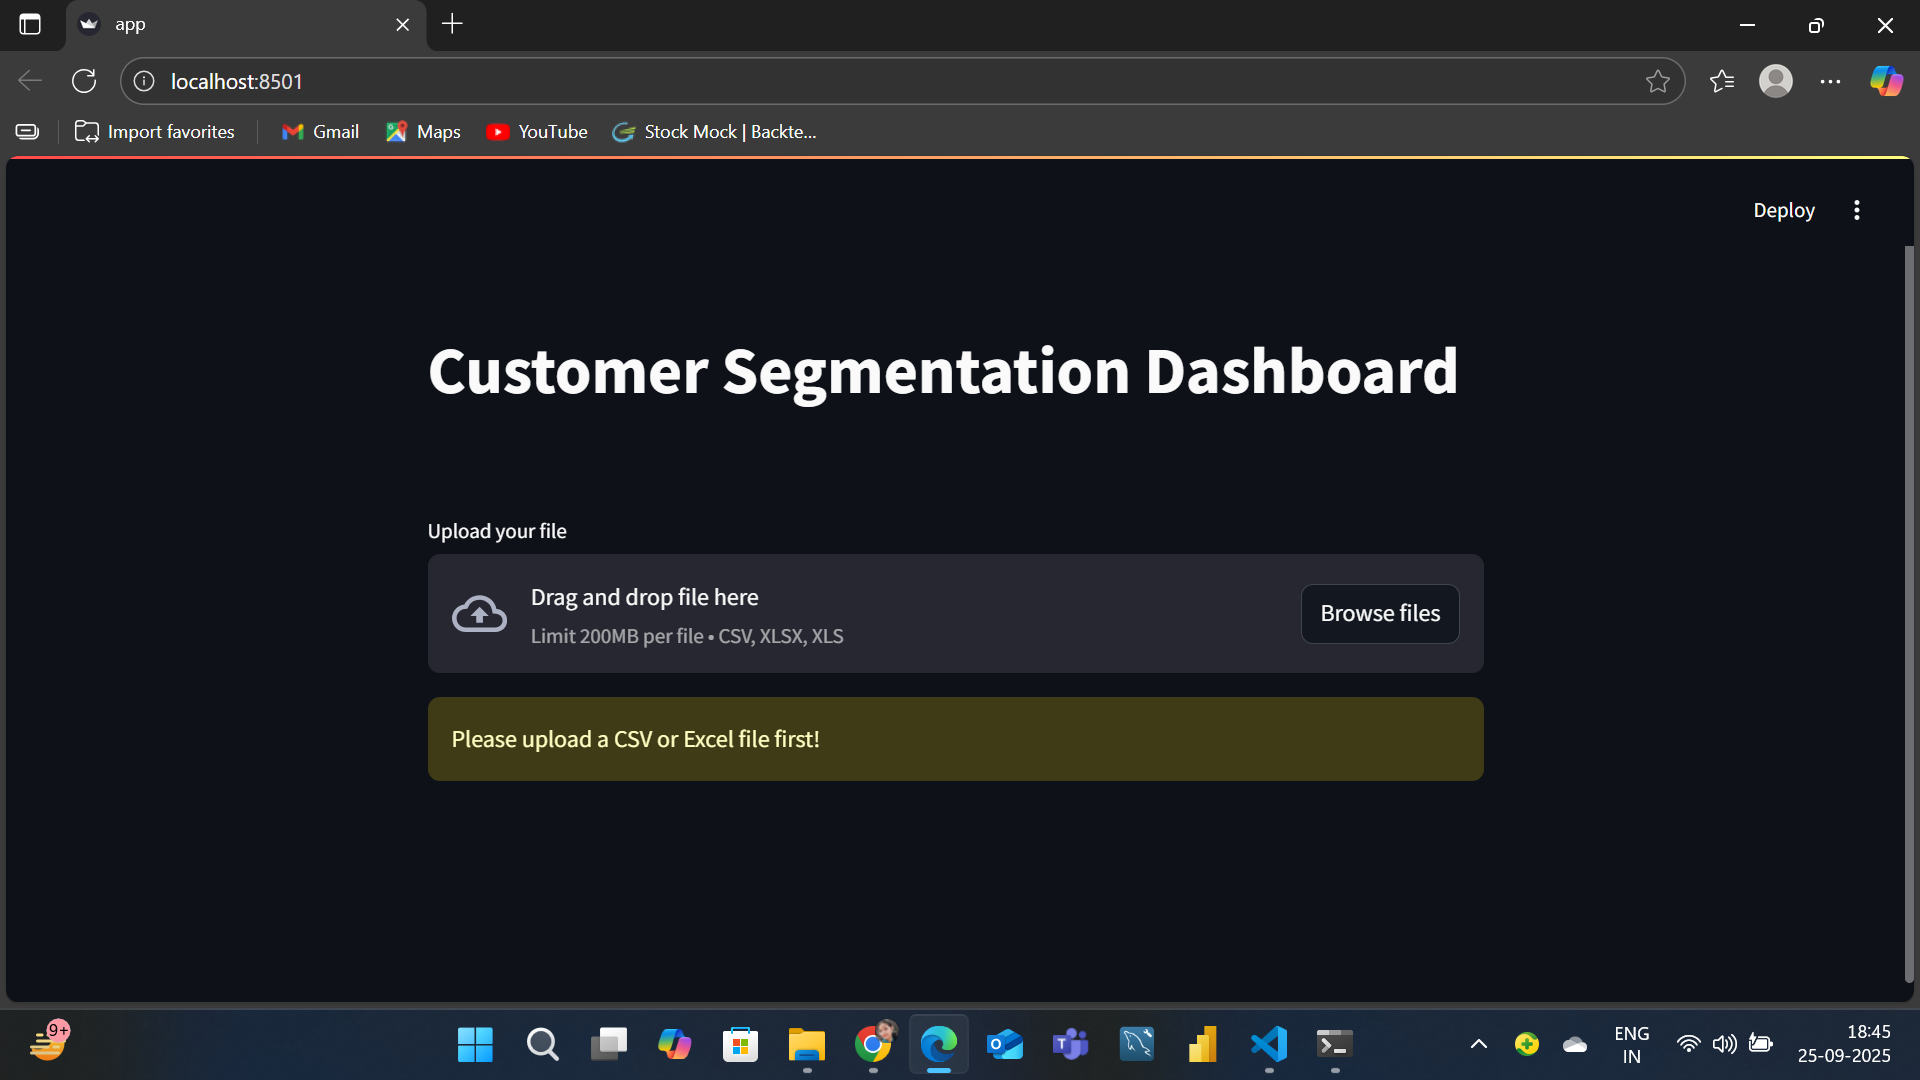 app
localhost:8501
Import favorites
Gmail
Maps
YouTube
Stock Mock | Backte...
Deploy
Customer Segmentation Dashboard
Upload your file
Drag and drop file here
Limit 200MB per file • CSV, XLSX, XLS
Browse files
Please upload a CSV or Excel file first!
9+
ENG
IN
18:45
25-09-2025